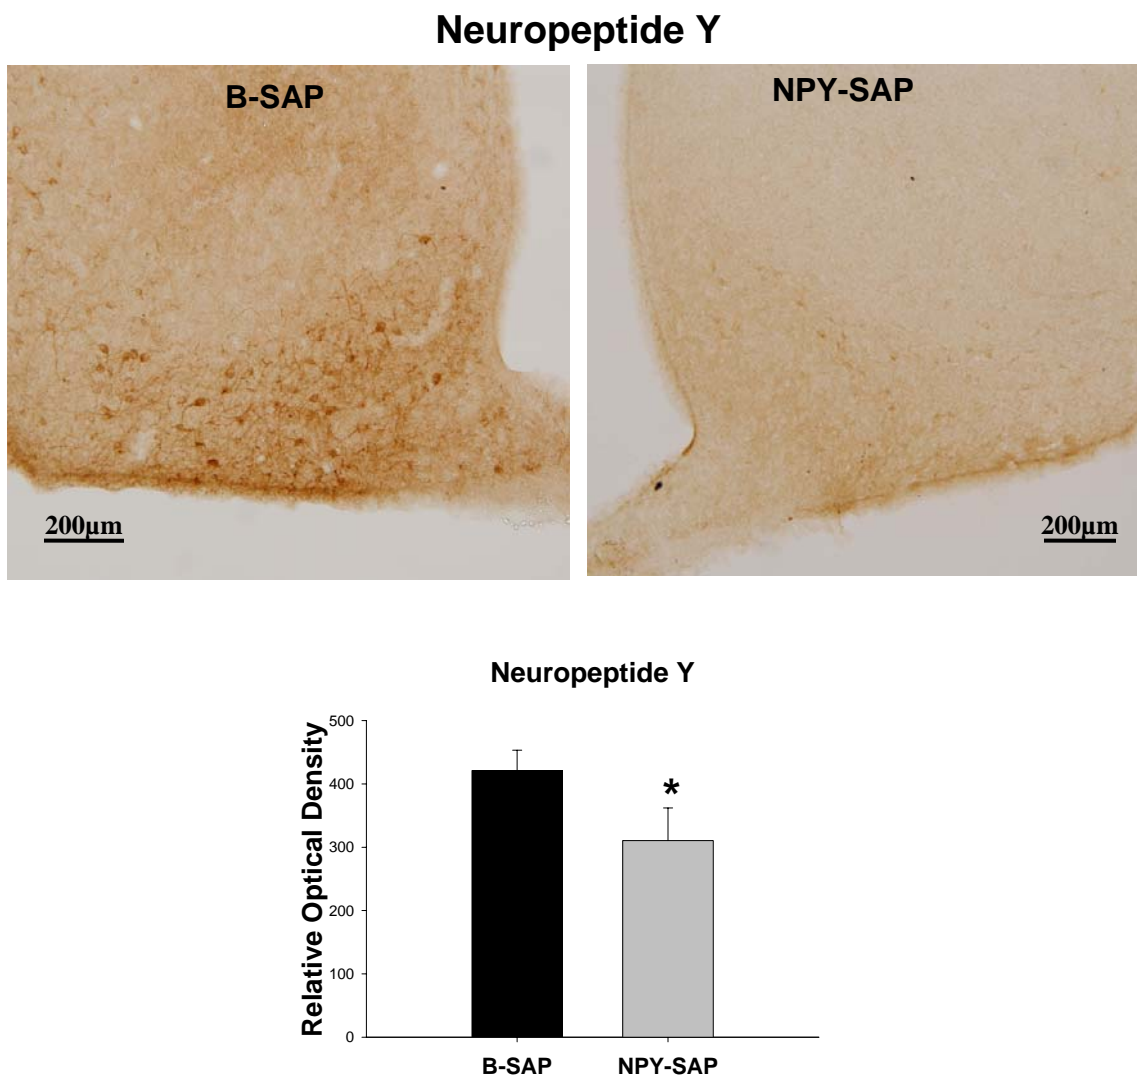 Neuropeptide Y
B-SAP
NPY-SAP
200µm
200µm
Neuropeptide Y
Relative Optical Density
500
400
300
200
100
0
*
B-SAP
NPY-SAP